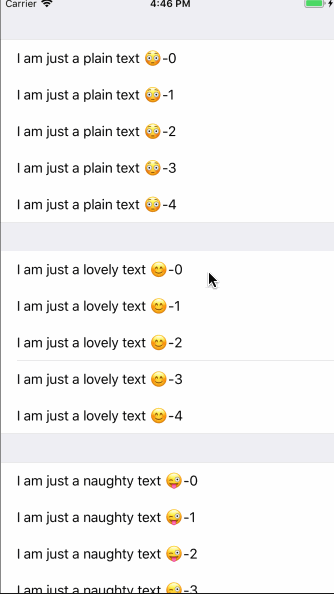 Carrier 4:46 PM
I am just a plain text 😳-0
I am just a plain text 😳-1
I am just a plain text 😳-2
I am just a plain text 😳-3
I am just a plain text 😳-4
I am just a lovely text 😊-0
I am just a lovely text 😊-1
I am just a lovely text 😊-2
I am just a lovely text 😊-3
I am just a lovely text 😊-4
I am just a naughty text 😜-0
I am just a naughty text 😜-1
I am just a naughty text 😜-2
I am just a naughty text 😜-3